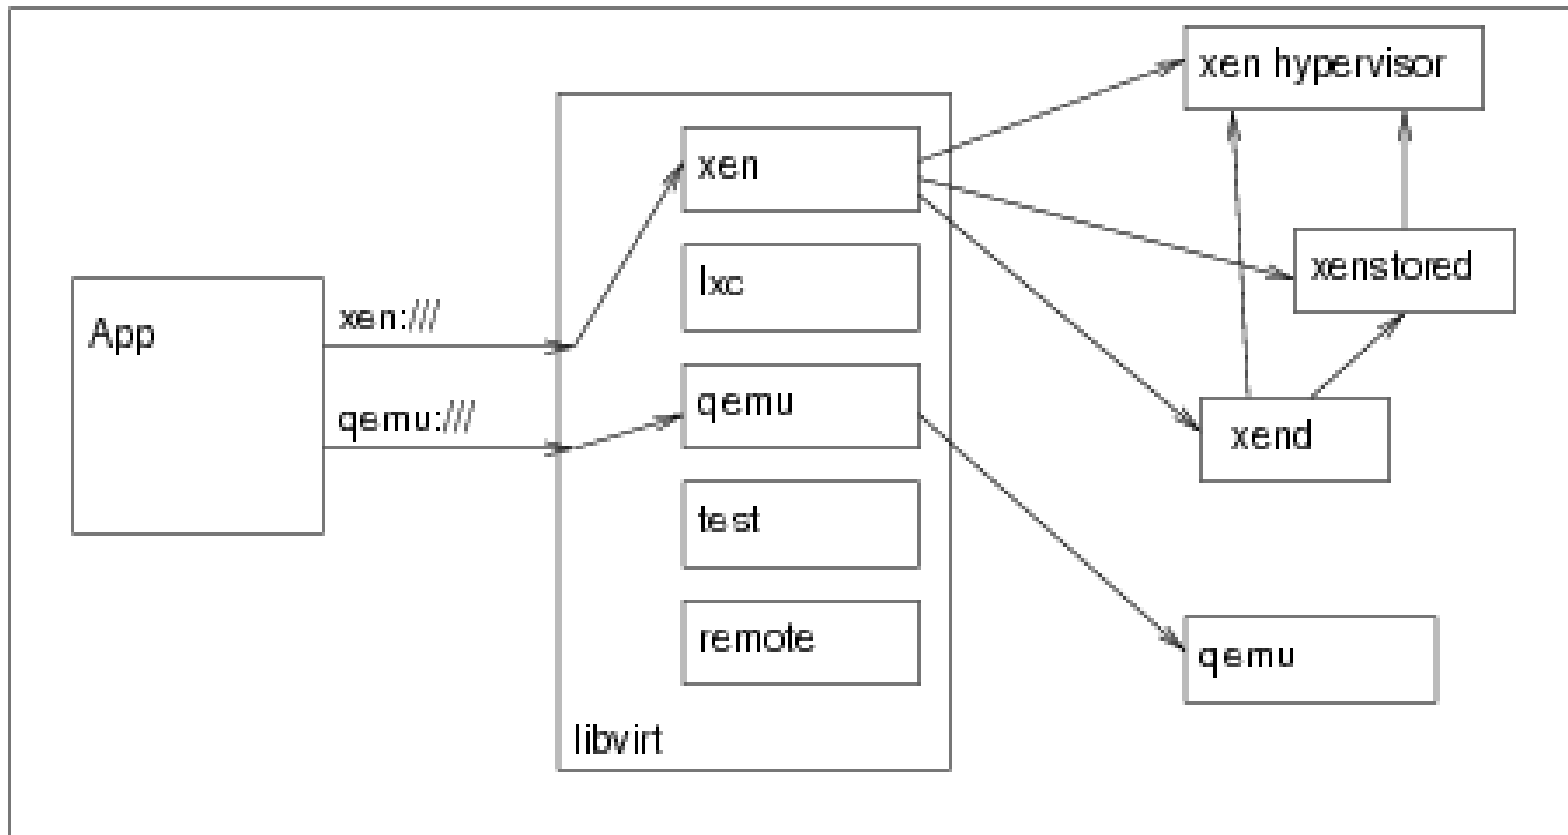 xen hypervisor
xen
xenstored
lxc
xen:///
App
qemu:///
qemu
xend
test
remote
qemu
libvirt